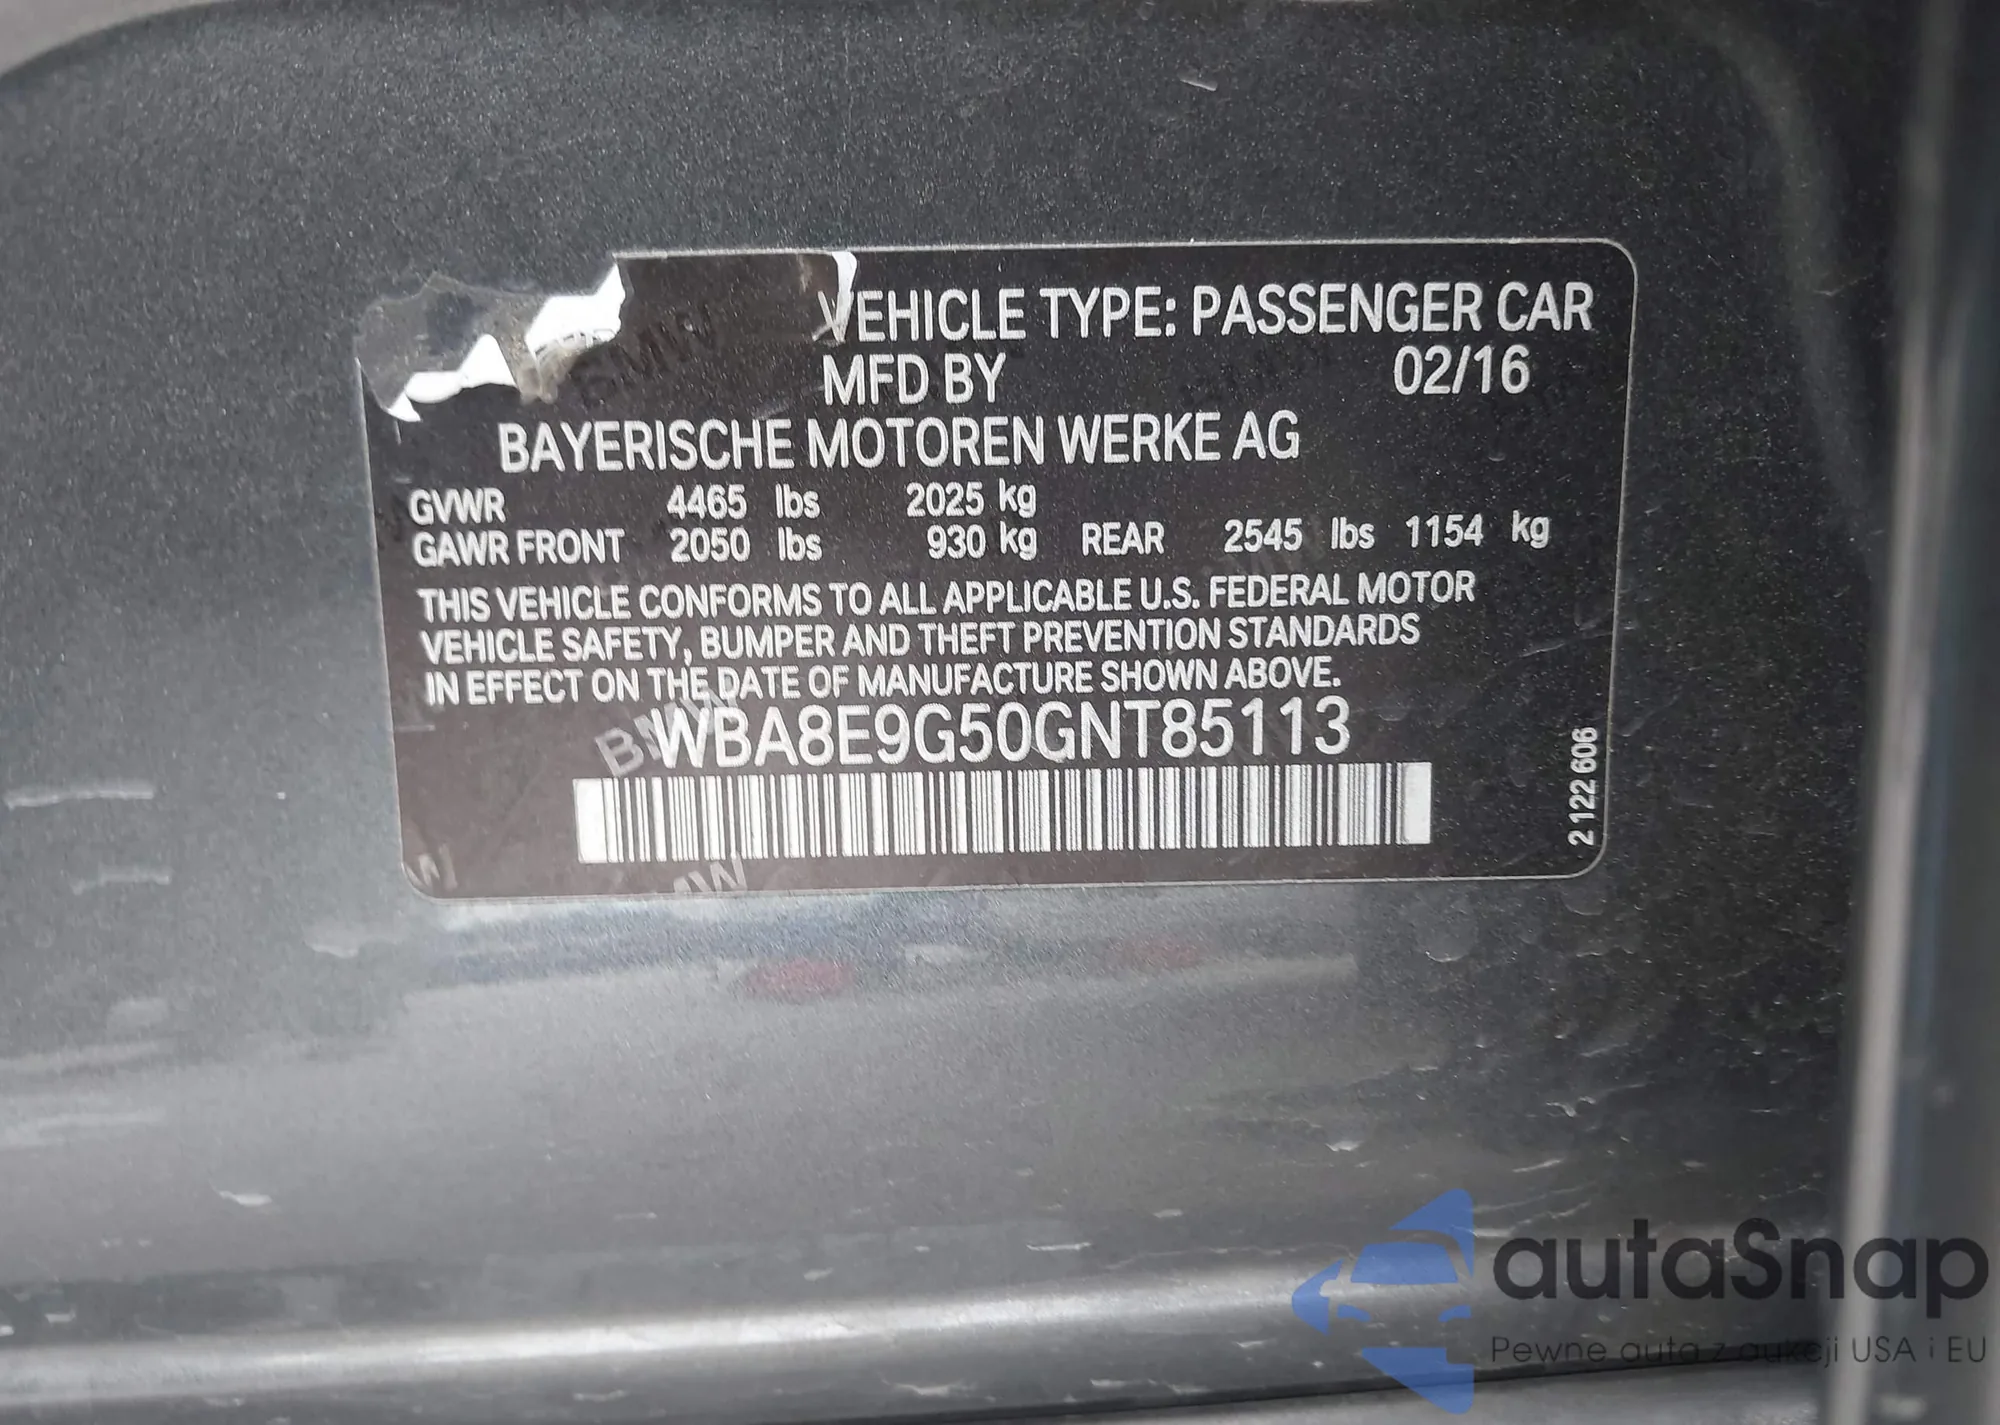 VEHICLE TYPE: PASSENGER CAR
MFD BY 02/16
BAYERISCHE MOTOREN WERKE AG
GVWR 4465 lbs 2025 kg
GAWR FRONT 2050 lbs 930 kg REAR 2545 lbs 1154 kg
THIS VEHICLE CONFORMS TO ALL APPLICABLE U.S. FEDERAL MOTOR
VEHICLE SAFETY, BUMPER AND THEFT PREVENTION STANDARDS
IN EFFECT ON THE DATE OF MANUFACTURE SHOWN ABOVE.
WBA8E9G50GNT85113
2 122 606
BMW
BMW
autaSnap
Pewne auta z aukcji USA i EU